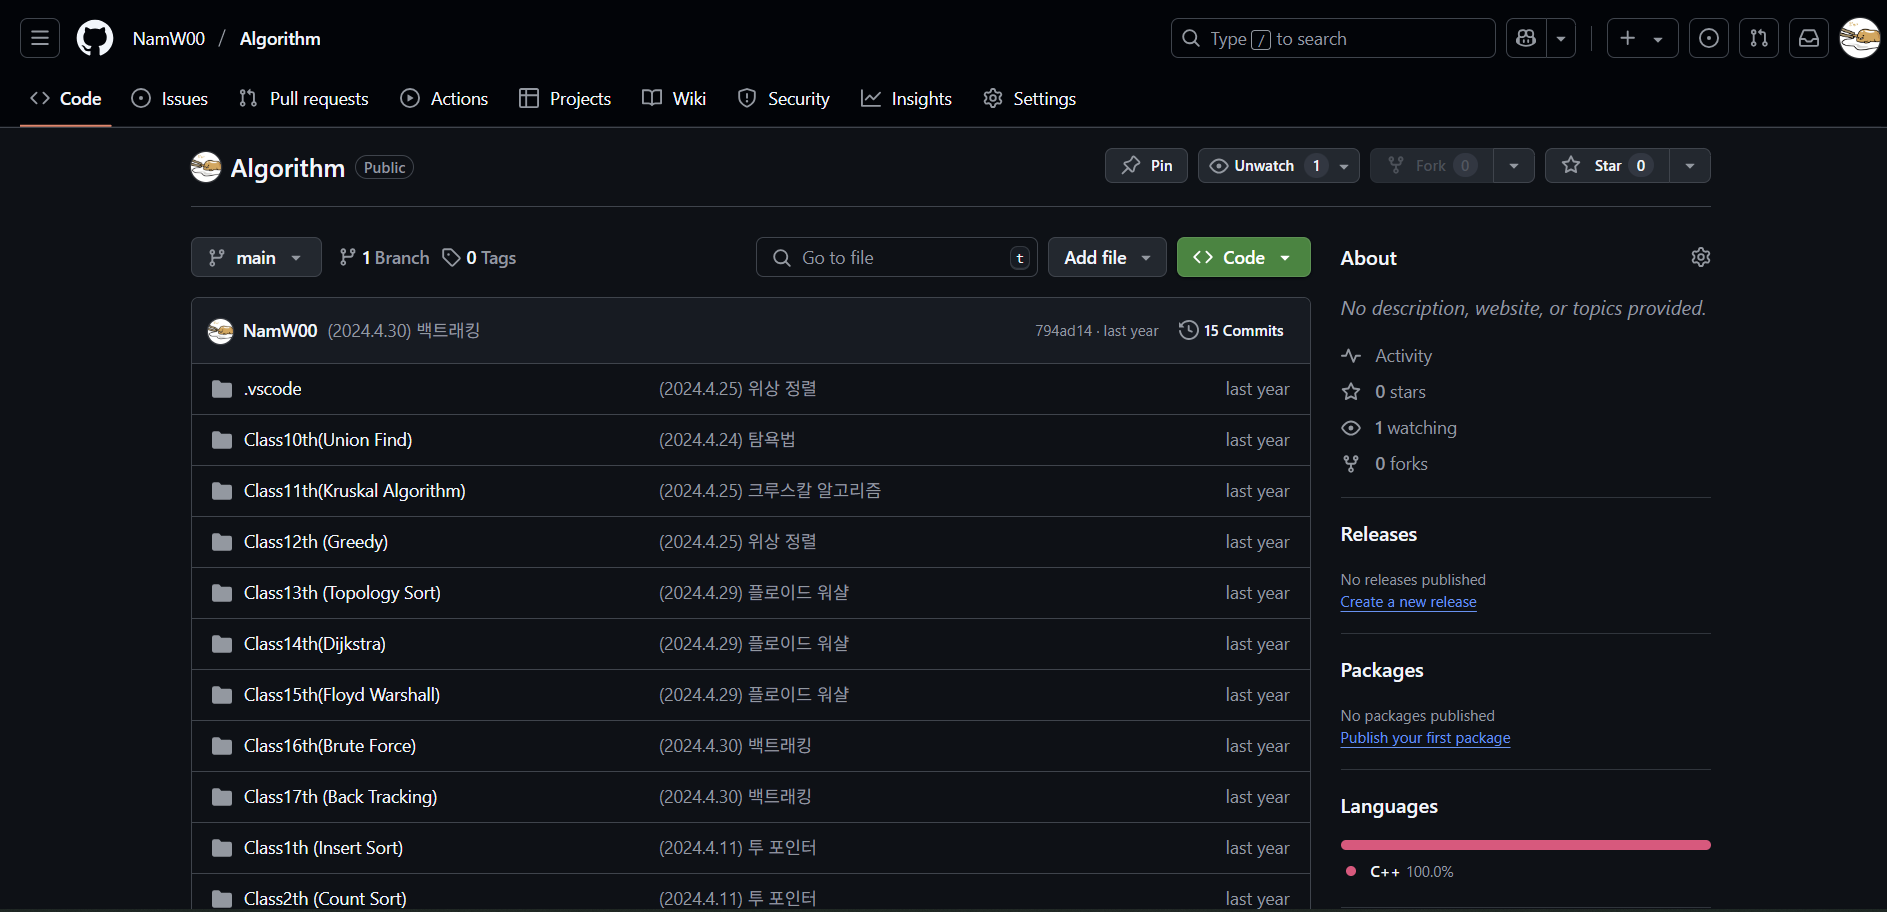 NamW00 / Algorithm
Type / to search
Code Issues Pull requests Actions Projects Wiki Security Insights Settings
Algorithm Public
Pin Unwatch 1 Fork 0 Star 0
main 1 Branch 0 Tags Go to file t Add file Code
NamW00 (2024.4.30) 백트래킹 794ad14 · last year 15 Commits
.vscode (2024.4.25) 위상 정렬 last year
Class10th(Union Find) (2024.4.24) 탐욕법 last year
Class11th(Kruskal Algorithm) (2024.4.25) 크루스칼 알고리즘 last year
Class12th (Greedy) (2024.4.25) 위상 정렬 last year
Class13th (Topology Sort) (2024.4.29) 플로이드 워샬 last year
Class14th(Dijkstra) (2024.4.29) 플로이드 워샬 last year
Class15th(Floyd Warshall) (2024.4.29) 플로이드 워샬 last year
Class16th(Brute Force) (2024.4.30) 백트래킹 last year
Class17th (Back Tracking) (2024.4.30) 백트래킹 last year
Class1th (Insert Sort) (2024.4.11) 투 포인터 last year
Class2th (Count Sort) (2024.4.11) 투 포인터 last year
About
No description, website, or topics provided.
Activity
0 stars
1 watching
0 forks
Releases
No releases published
Create a new release
Packages
No packages published
Publish your first package
Languages
C++ 100.0%